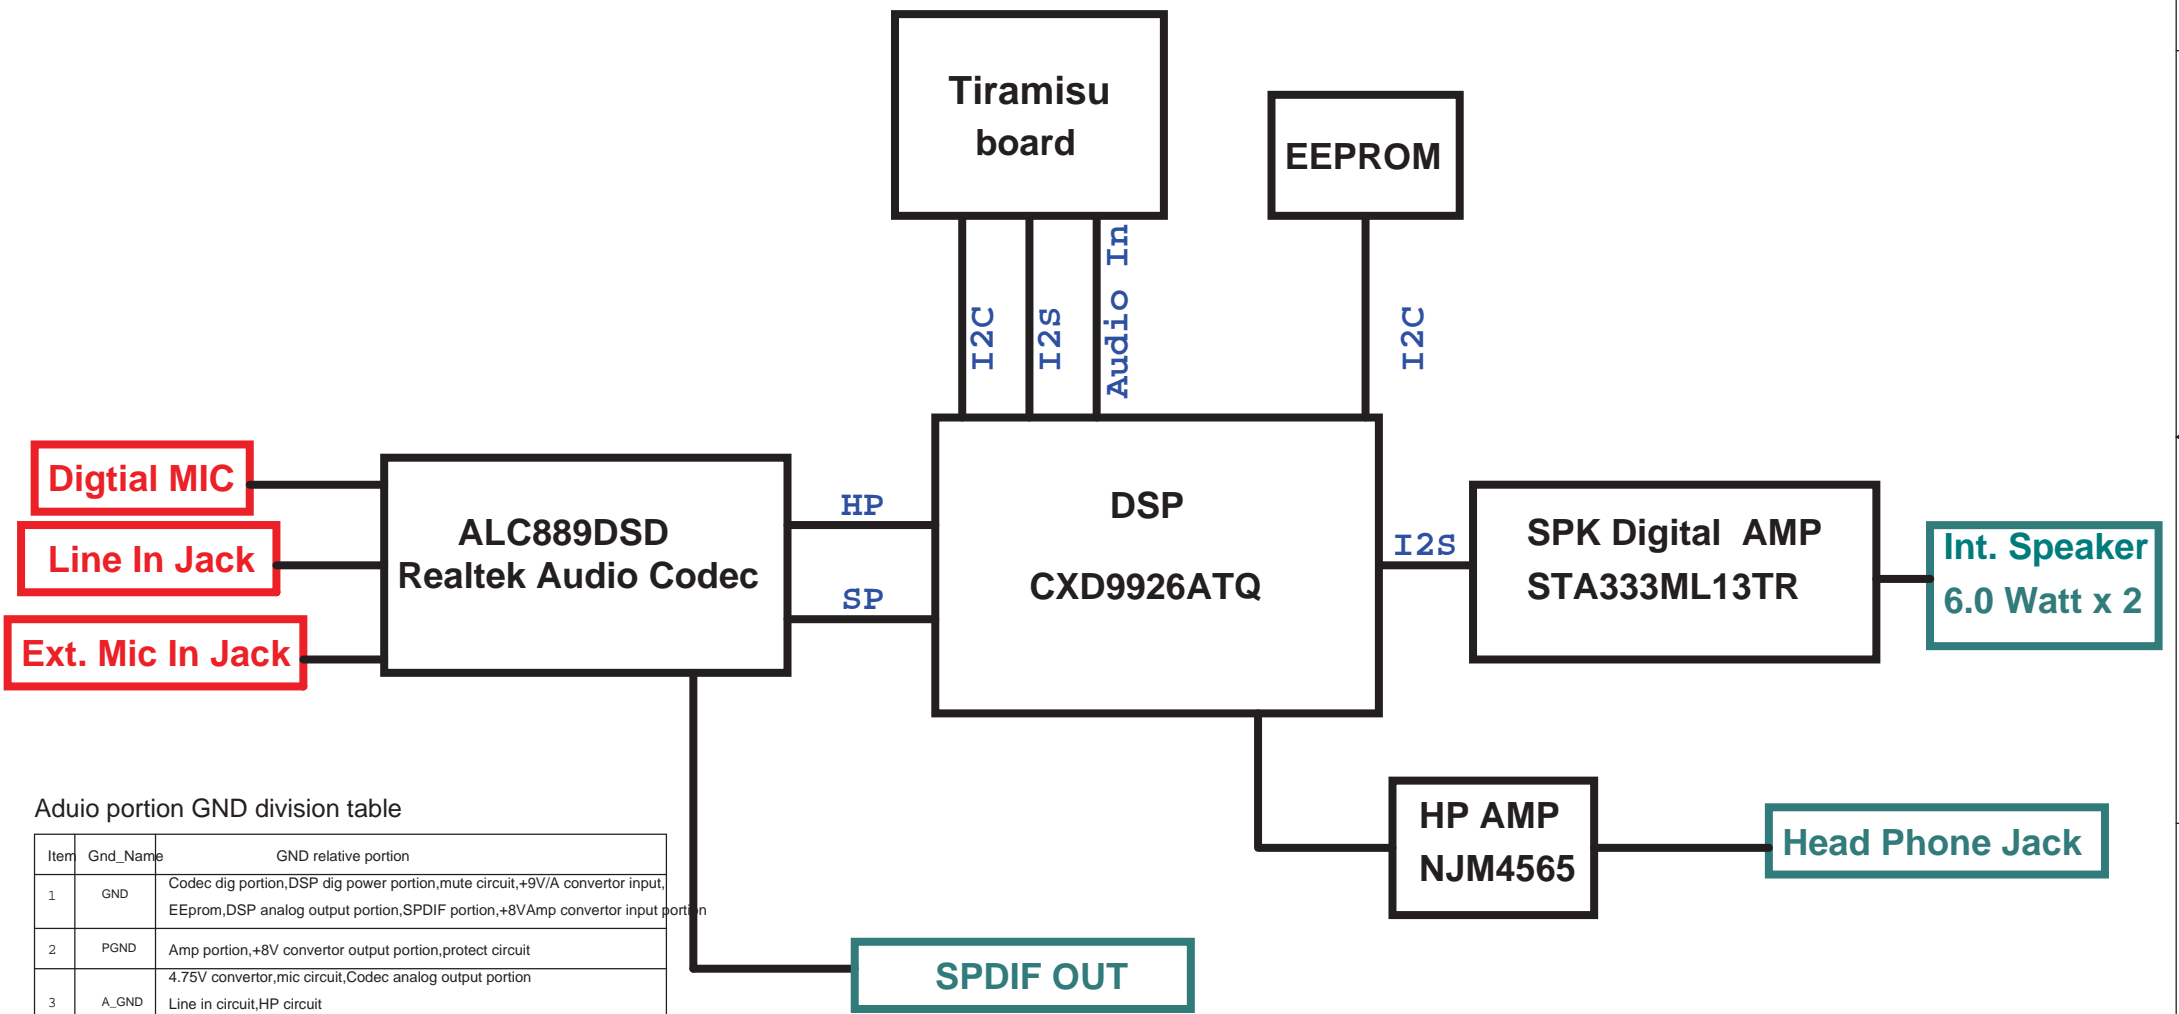 Tiramisu
board
EEPROM
I2C
I2S
Audio In
I2C
Digtial MIC
Line In Jack
Ext. Mic In Jack
ALC889DSD
Realtek Audio Codec
HP
SP
DSP
CXD9926ATQ
I2S
SPK Digital AMP
STA333ML13TR
Int. Speaker
6.0 Watt x 2
HP AMP
NJM4565
Head Phone Jack
SPDIF OUT
Aduio portion GND division table
Item Gnd_Name GND relative portion
1 GND Codec dig portion,DSP dig power portion,mute circuit,+9V/A convertor input,
EEprom,DSP analog output portion,SPDIF portion,+8VAmp convertor input portion
2 PGND Amp portion,+8V convertor output portion,protect circuit
4.75V convertor,mic circuit,Codec analog output portion
3 A_GND Line in circuit,HP circuit